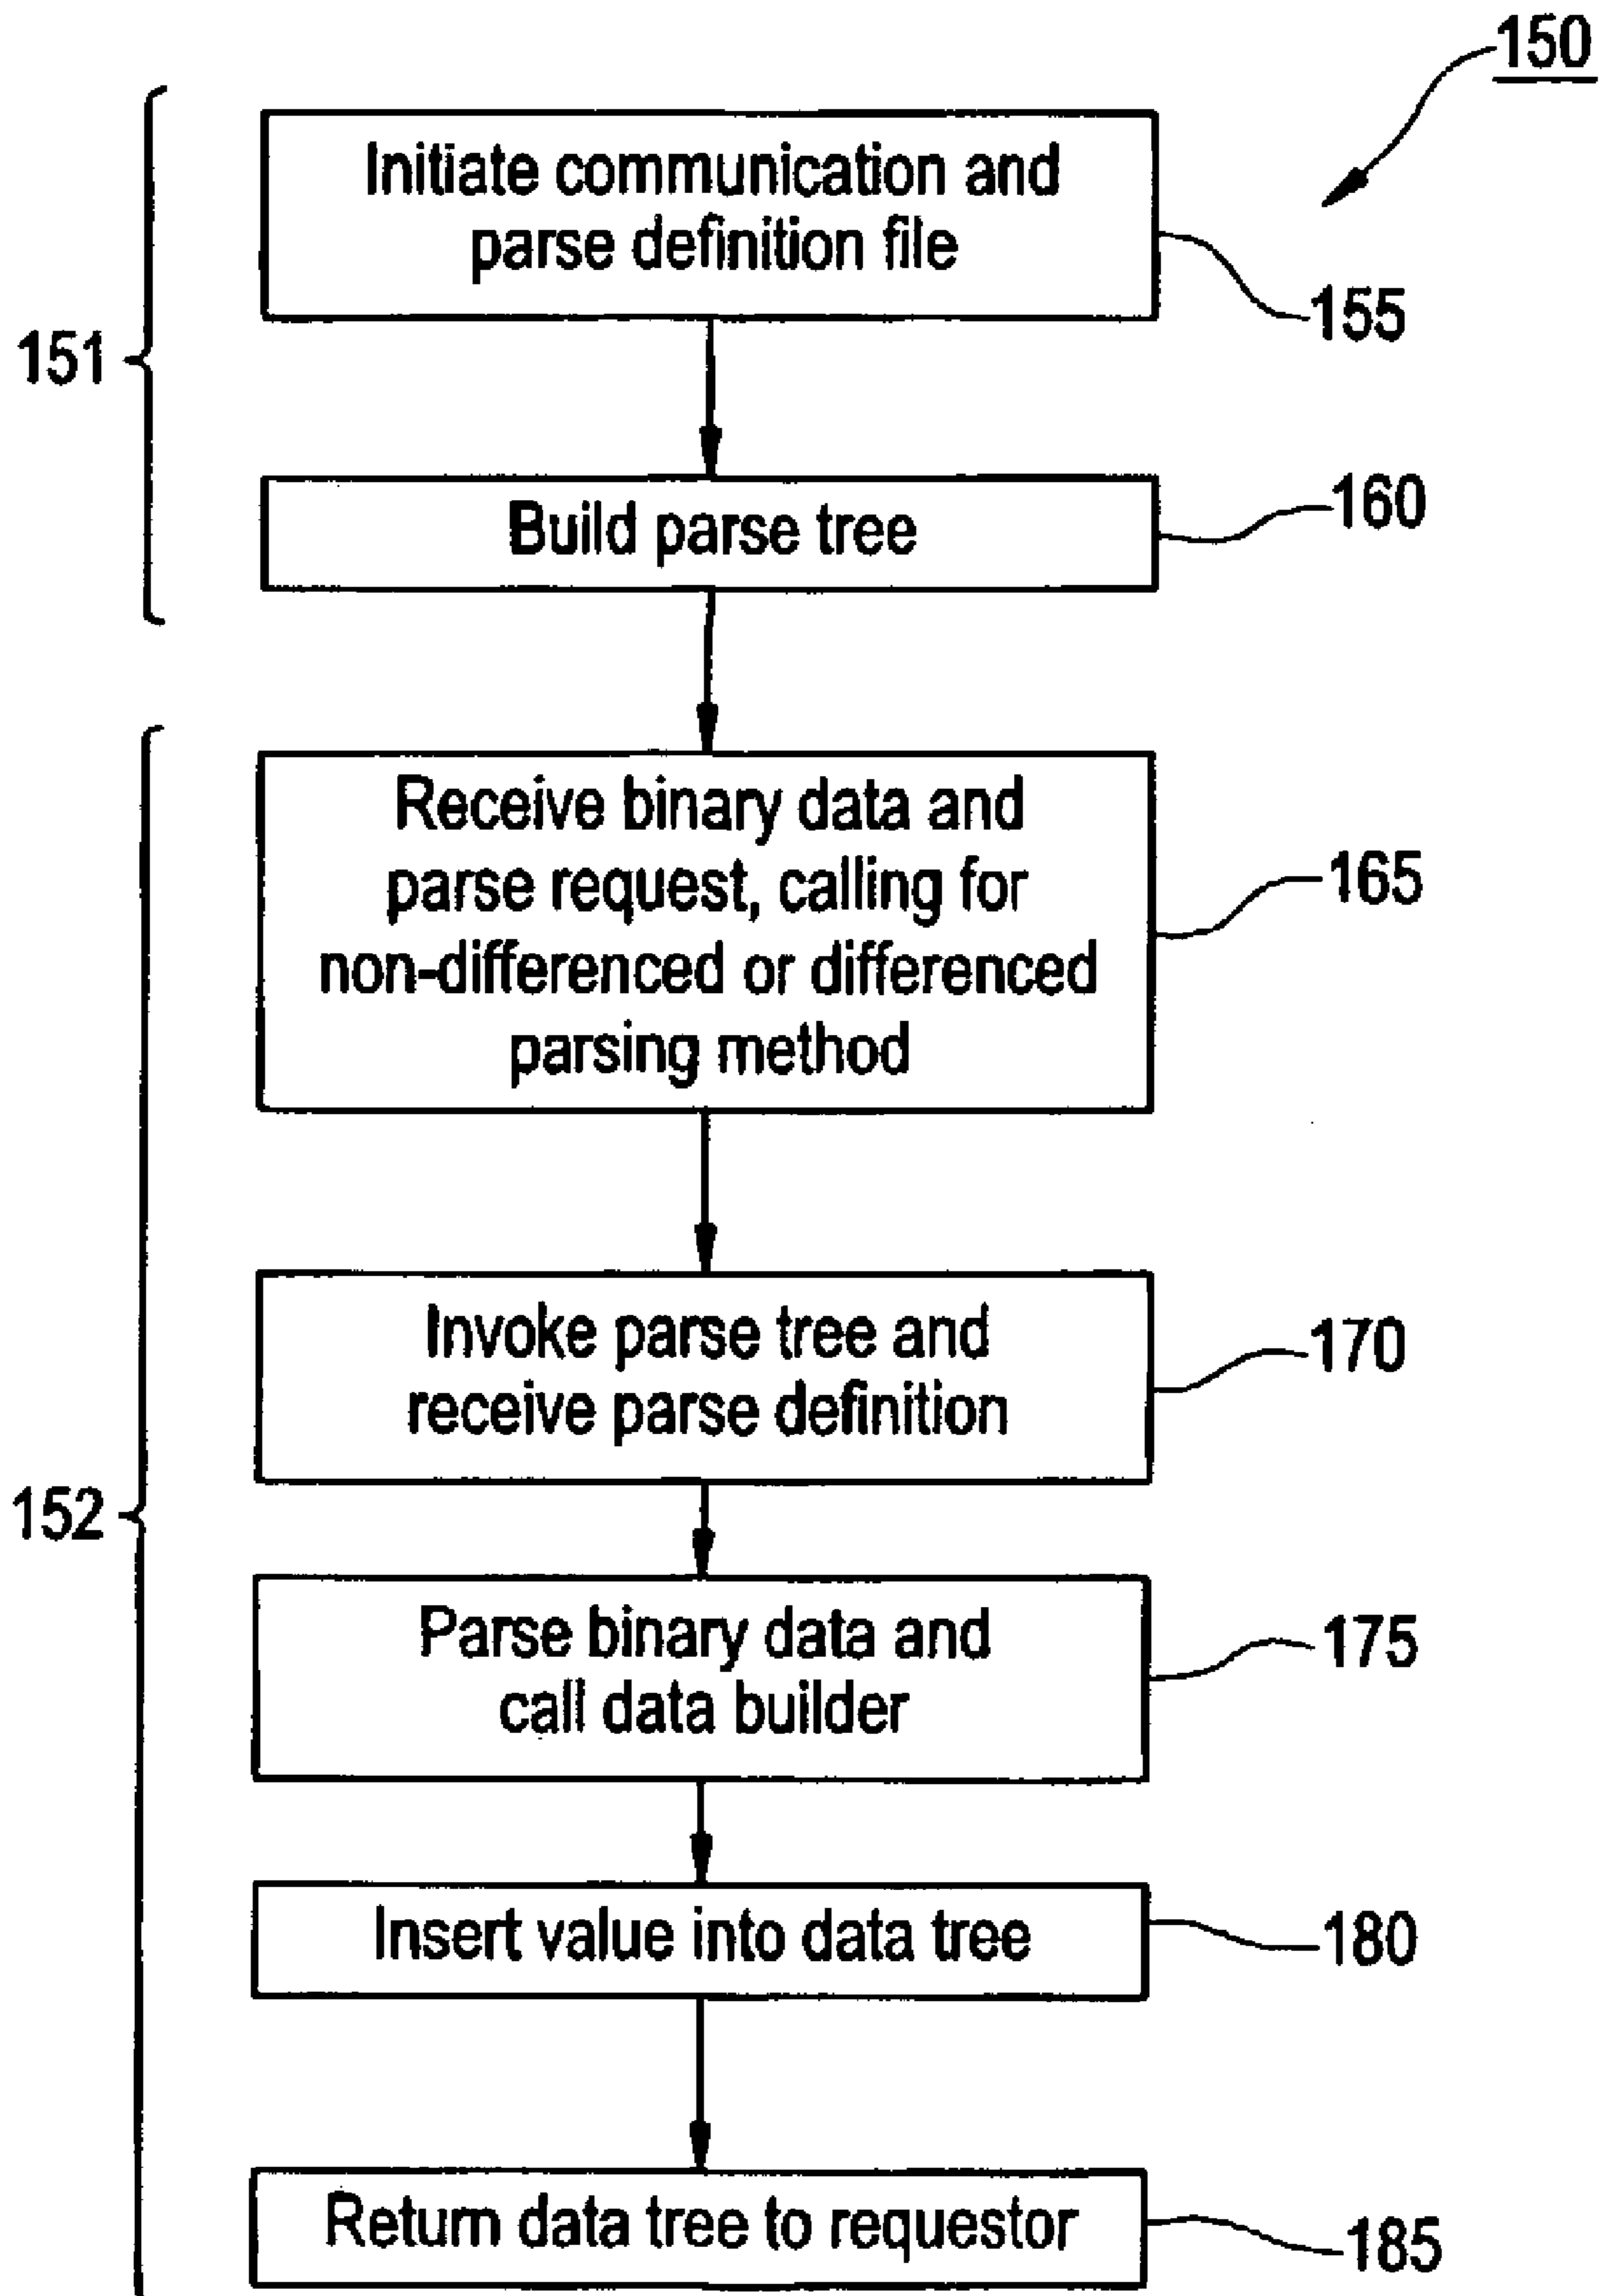 150
Initiate communication and
parse definition file
155
151
Build parse tree
160
Receive binary data and
parse request, calling for
non-differenced or differenced
parsing method
165
Invoke parse tree and
receive parse definition
170
152
Parse binary data and
call data builder
175
Insert value into data tree
180
Return data tree to requestor
185